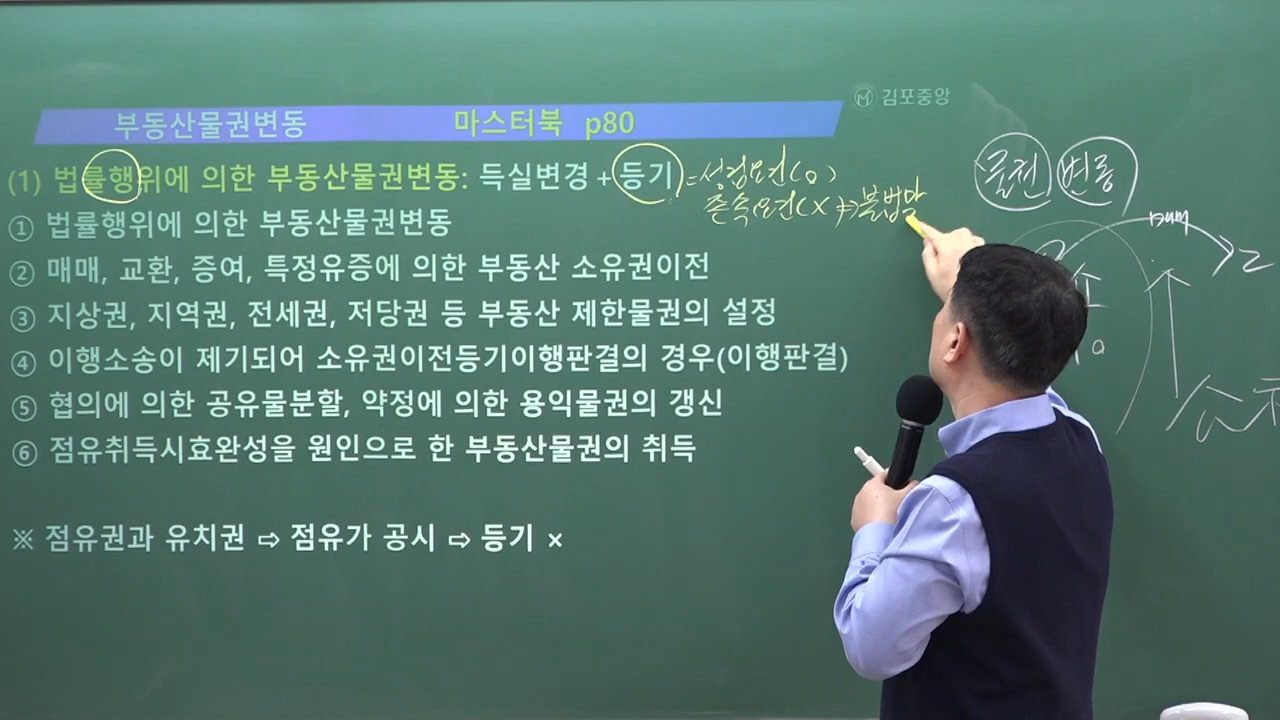 김포중앙
부동산물권변동 마스터북 p80
(1) 법률행위에 의한 부동산물권변동: 득실변경 + 등기 = 성립요건(O)
존속요건(X ⇏ 불법말
① 법률행위에 의한 부동산물권변동
② 매매, 교환, 증여, 특정유증에 의한 부동산 소유권이전
③ 지상권, 지역권, 전세권, 저당권 등 부동산 제한물권의 설정
④ 이행소송이 제기되어 소유권이전등기이행판결의 경우(이행판결)
⑤ 협의에 의한 공유물분할, 약정에 의한 용익물권의 갱신
⑥ 점유취득시효완성을 원인으로 한 부동산물권의 취득
※ 점유권과 유치권 ⇨ 점유가 공시 ⇨ 등기 ×
물권 변동
乙